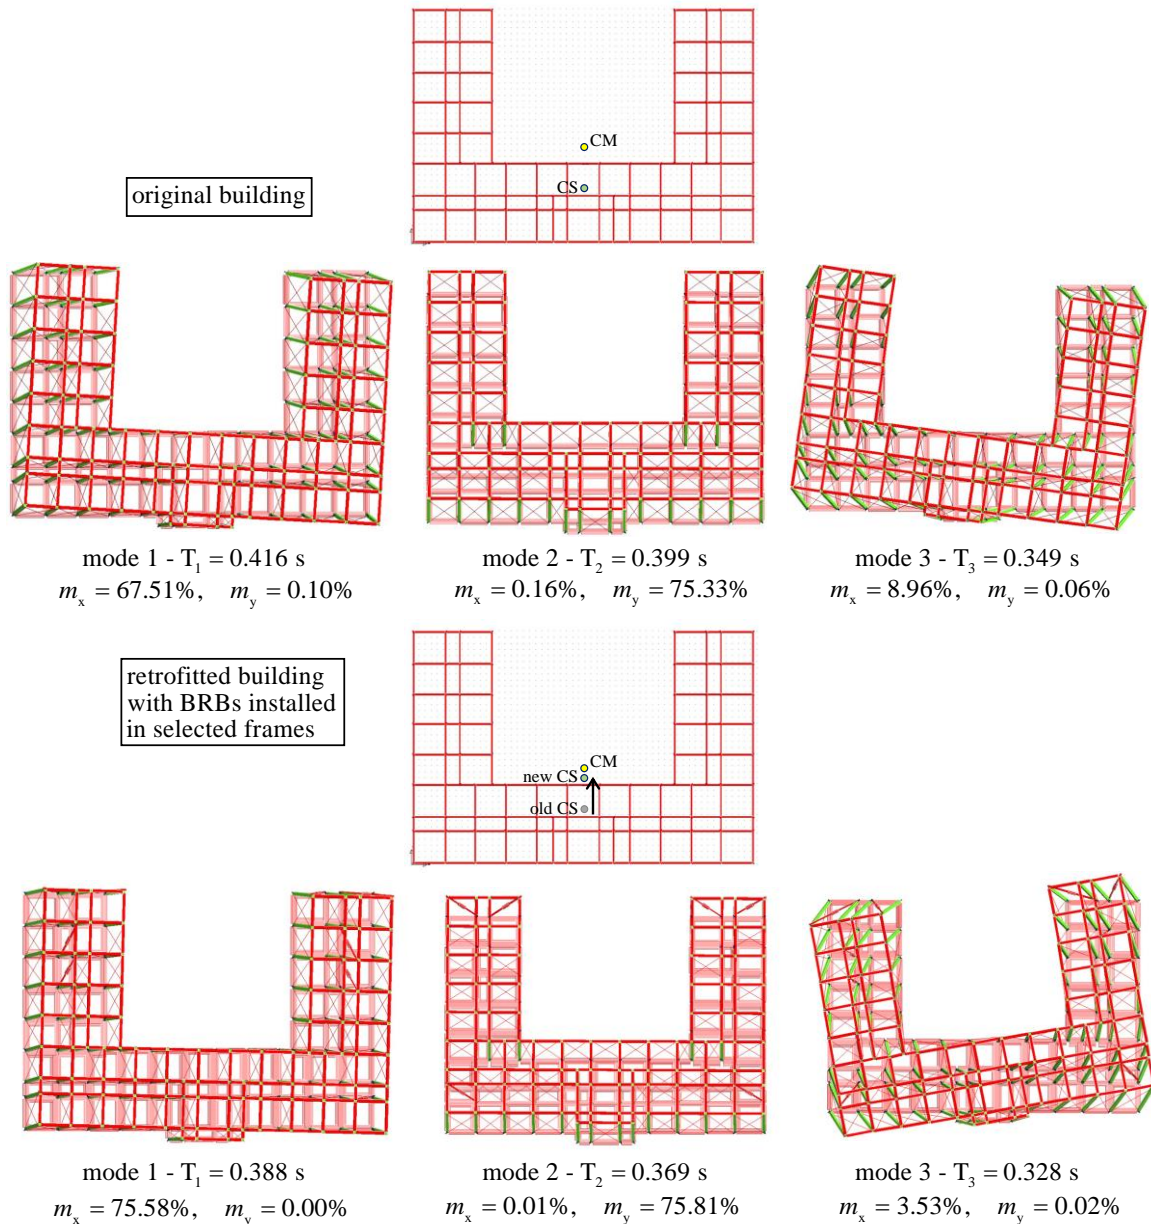 CM
CS
original building
mode 1 - T₁ = 0.416 s
mₓ = 67.51%, m_y = 0.10%
mode 2 - T₂ = 0.399 s
mₓ = 0.16%, m_y = 75.33%
mode 3 - T₃ = 0.349 s
mₓ = 8.96%, m_y = 0.06%
retrofitted building
with BRBs installed
in selected frames
CM
new CS
old CS
mode 1 - T₁ = 0.388 s
mₓ = 75.58%, m_y = 0.00%
mode 2 - T₂ = 0.369 s
mₓ = 0.01%, m_y = 75.81%
mode 3 - T₃ = 0.328 s
mₓ = 3.53%, m_y = 0.02%